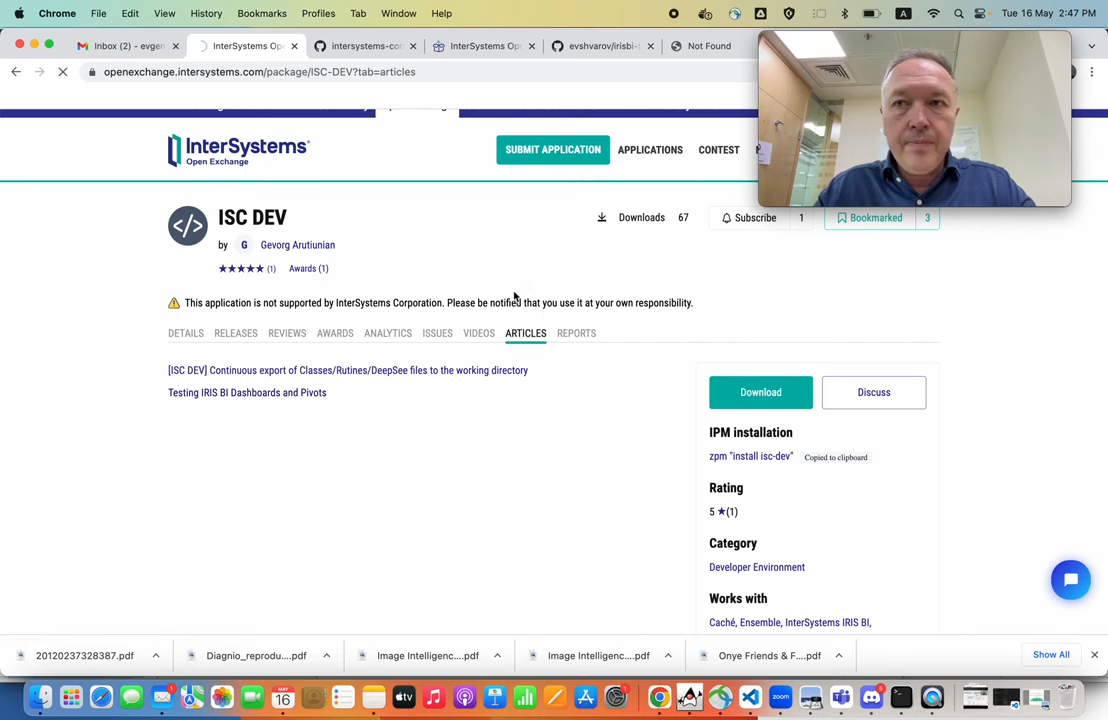 Chrome File Edit View History Bookmarks Profiles Tab Window Help A Tue 16 May 2:47 PM
Inbox (2) - evgen InterSystems Op intersystems-con InterSystems Op evshvarov/irisbi-t Not Found
openexchange.intersystems.com/package/ISC-DEV?tab=articles
InterSystems
Open Exchange
SUBMIT APPLICATION APPLICATIONS CONTEST
ISC DEV
Downloads 67 Subscribe 1 Bookmarked 3
by G Gevorg Arutiunian
★★★★★ (1) Awards (1)
This application is not supported by InterSystems Corporation. Please be notified that you use it at your own responsibility.
DETAILS RELEASES REVIEWS AWARDS ANALYTICS ISSUES VIDEOS ARTICLES REPORTS
[ISC DEV] Continuous export of Classes/Rutines/DeepSee files to the working directory
Testing IRIS BI Dashboards and Pivots
Download Discuss
IPM installation
zpm "install isc-dev" Copied to clipboard
Rating
5 ★(1)
Category
Developer Environment
Works with
Caché, Ensemble, InterSystems IRIS BI,
20120237328387.pdf Diagnio_reprodu....pdf Image Intelligenc....pdf Image Intelligenc....pdf Onye Friends & F....pdf Show All
MAY
16
tv
zoom